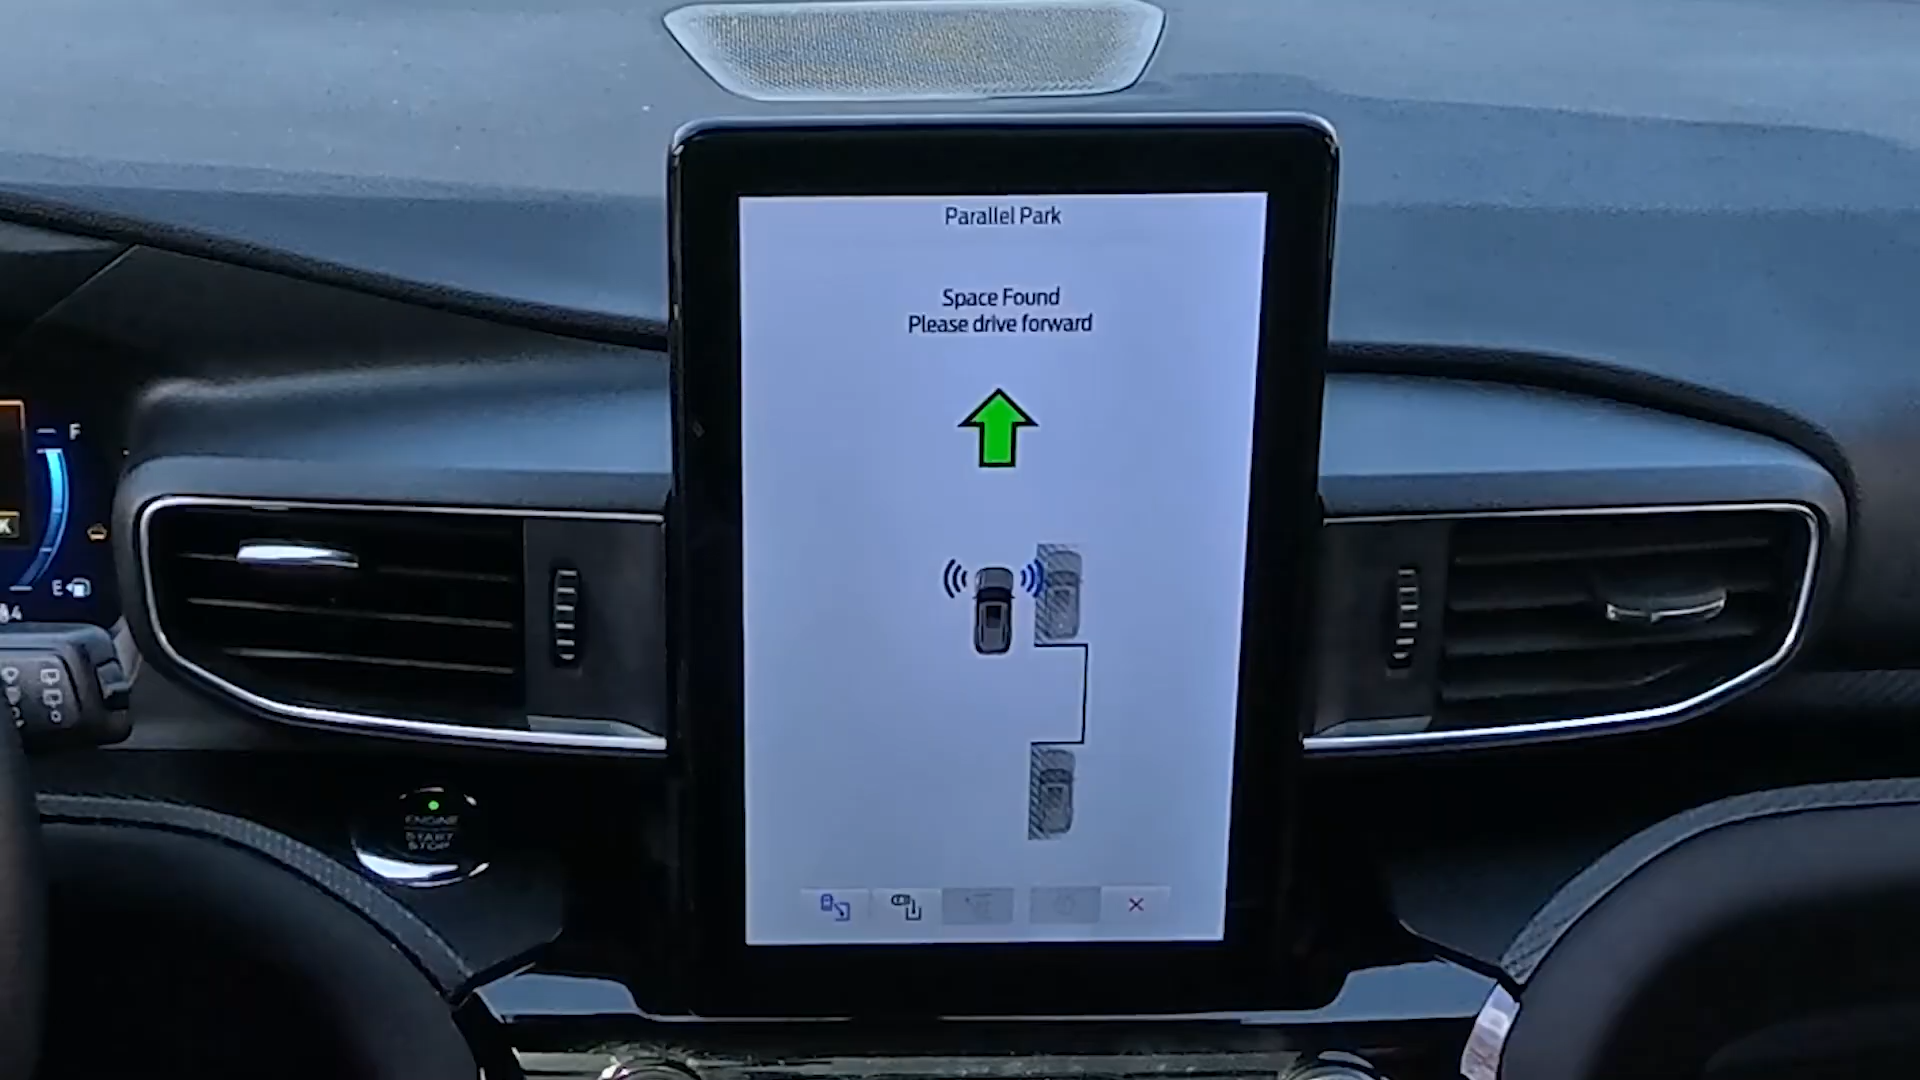 Parallel Park
Space Found
Please drive forward
F
K
E
ENGINE
START
STOP